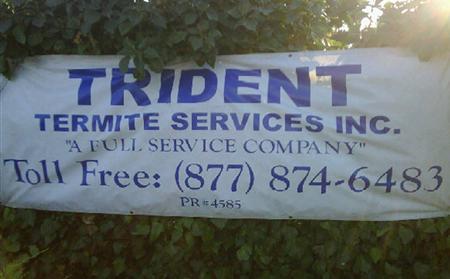 TRIDENT
TERMITE SERVICES INC.
"A FULL SERVICE COMPANY"
Toll Free: (877) 874-6483
PR#4585